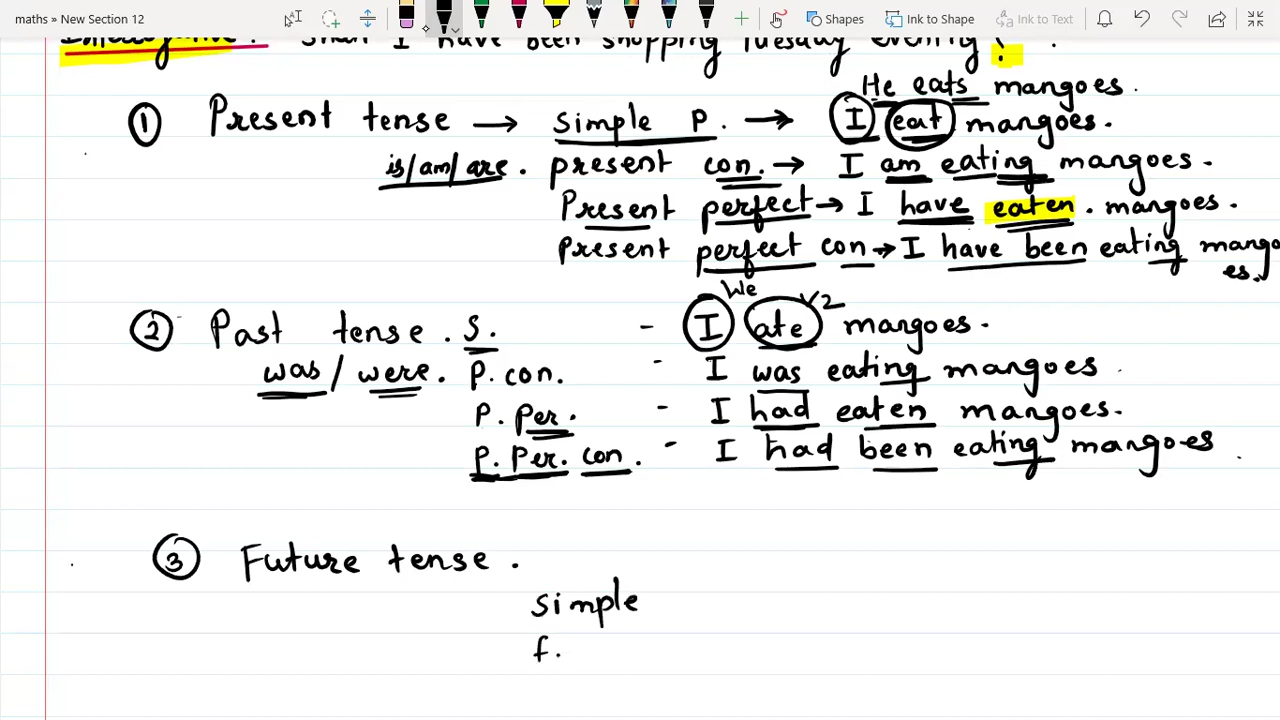 maths » New Section 12
Shapes
Ink to Shape
Ink to Text
I have been shopping Tuesday evening ?
He eats mangoes.
① Present tense → simple P. → I eat mangoes.
is/am/are. present con. → I am eating mangoes.
Present perfect → I have eaten . mangoes.
Present perfect con → I have been eating mango
es.
We V2
② Past tense . S. - I ate mangoes.
was / were. P. con. - I was eating mangoes
P. Per. - I had eaten mangoes.
P. Per. con. - I had been eating mangoes .
③ Future tense .
simple
f.